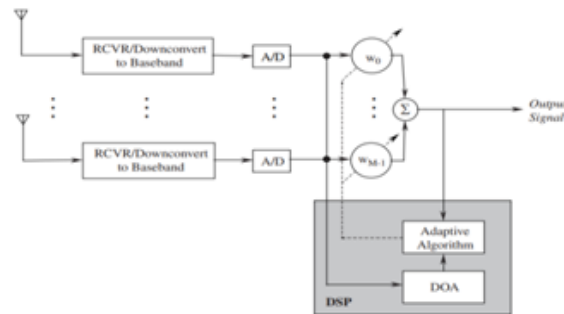 RCVR/Downconvert
to Baseband
A/D
w0
Σ
Output
Signal
RCVR/Downconvert
to Baseband
A/D
wM-1
Adaptive
Algorithm
DOA
DSP